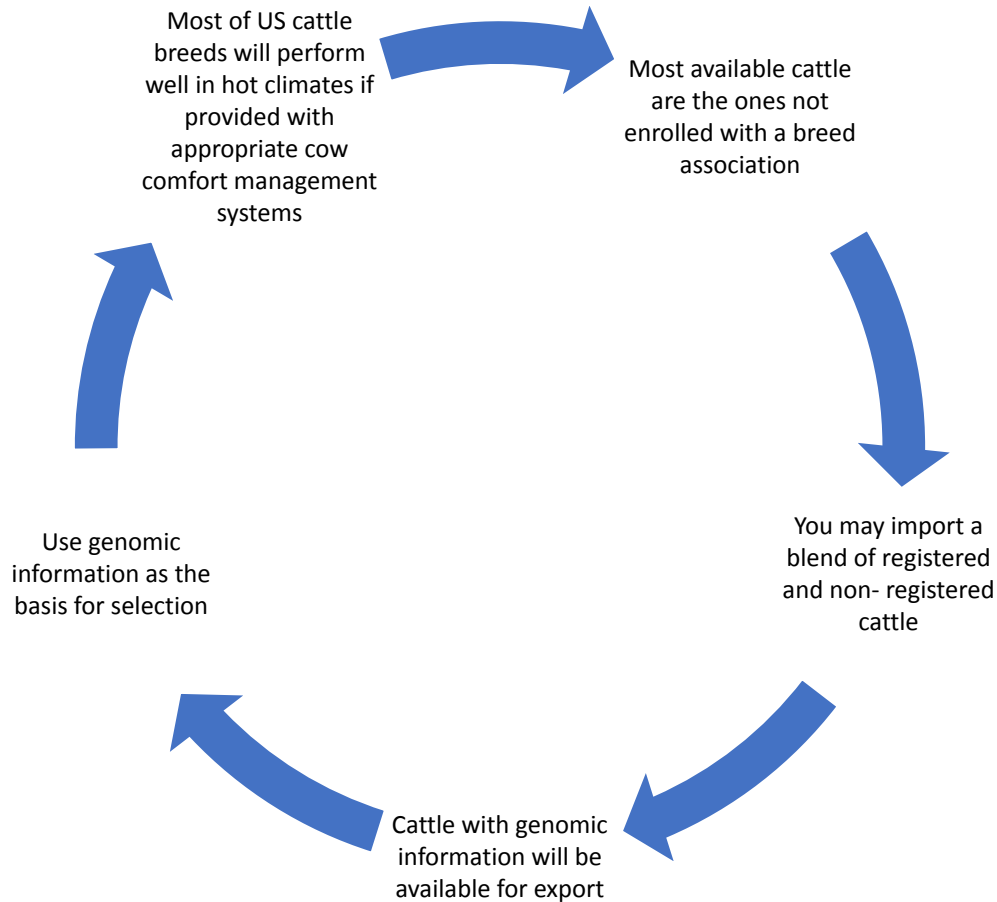 Most of US cattle
breeds will perform
well in hot climates if
provided with
appropriate cow
comfort management
systems
Most available cattle
are the ones not
enrolled with a breed
association
You may import a
blend of registered
and non- registered
cattle
Cattle with genomic
information will be
available for export
Use genomic
information as the
basis for selection